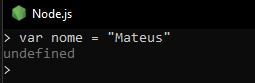 Node.js
> var nome = "Mateus"
undefined
>